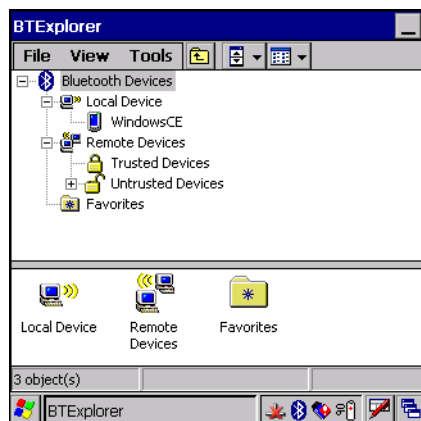 BTExplorer
File View Tools
Bluetooth Devices
Local Device
WindowsCE
Remote Devices
Trusted Devices
Untrusted Devices
Favorites
Local Device
Remote Devices
Favorites
3 object(s)
BTExplorer